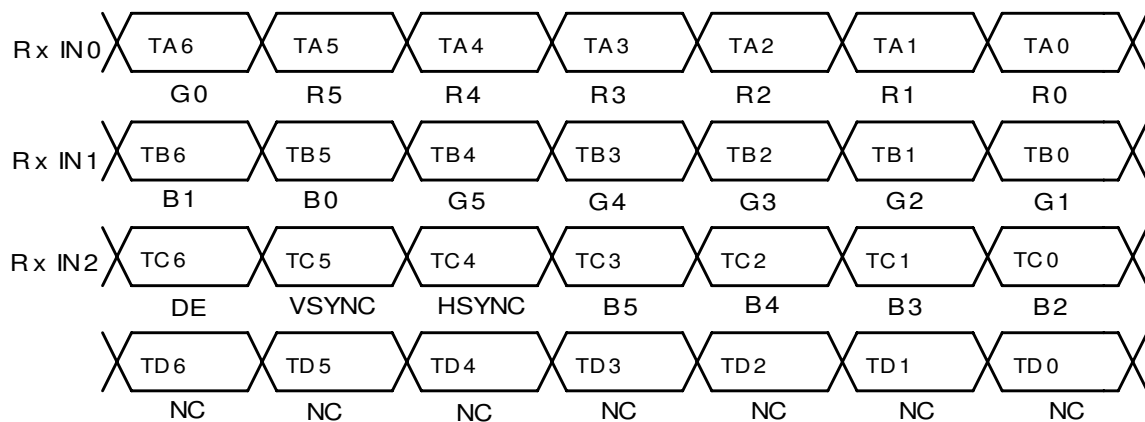 Rx IN0 TA6 TA5 TA4 TA3 TA2 TA1 TA0
G0 R5 R4 R3 R2 R1 R0
Rx IN1 TB6 TB5 TB4 TB3 TB2 TB1 TB0
B1 B0 G5 G4 G3 G2 G1
Rx IN2 TC6 TC5 TC4 TC3 TC2 TC1 TC0
DE VSYNC HSYNC B5 B4 B3 B2
TD6 TD5 TD4 TD3 TD2 TD1 TD0
NC NC NC NC NC NC NC